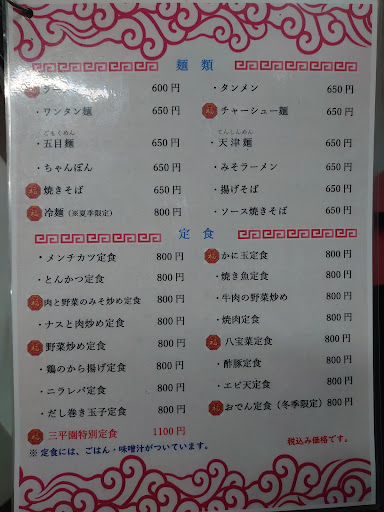 麺類
福 ラーメン 600円
・ワンタン麺 650円
ごもくめん
・五目麺 650円
・ちゃんぽん 650円
福 焼きそば 650円
福 冷麺（※夏季限定） 800円
・タンメン 650円
福 チャーシュー麺 650円
てんしんめん
・天津麺 650円
・みそラーメン 650円
・揚げそば 650円
・ソース焼きそば 650円
定食
・メンチカツ定食 800円
・とんかつ定食 800円
福 肉と野菜のみそ炒め定食 800円
・ナスと肉炒め定食 800円
福 野菜炒め定食 800円
・鶏のから揚げ定食 800円
・ニラレバ定食 800円
・だし巻き玉子定食 800円
福 三平園特別定食 1100円
福 かに玉定食 800円
・焼き魚定食 800円
・牛肉の野菜炒め 800円
・焼肉定食 800円
福 八宝菜定食 800円
・酢豚定食 800円
・エビ天定食 800円
福 おでん定食（冬季限定） 800円
※ 定食には、ごはん・味噌汁がついています。
税込み価格です。